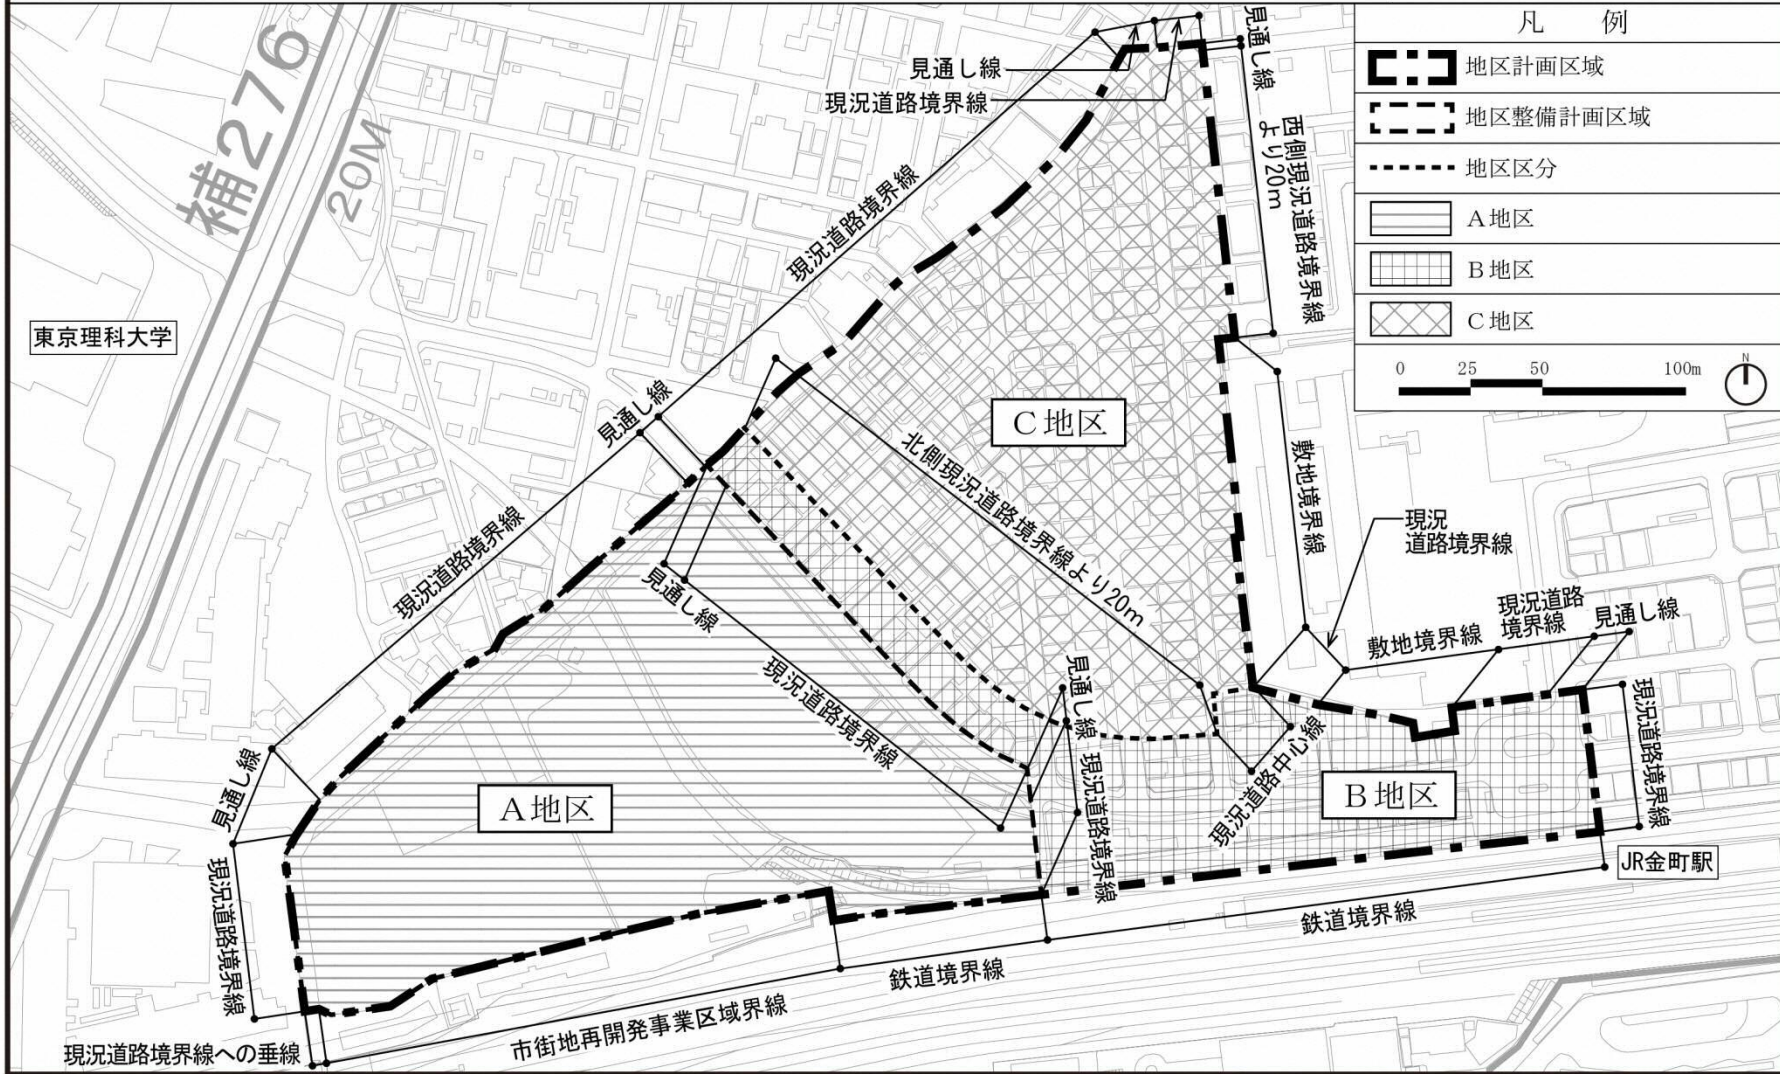 凡　例
地区計画区域
地区整備計画区域
地区区分
A地区
B地区
C地区
0 25 50 100m
N
補276
20M
東京理科大学
見通し線
現況道路境界線
見通し線
西側現況道路境界線
より20m
現況道路境界線
見通し線
C地区
北側現況道路境界線より20m
敷地境界線
現況
道路境界線
現況道路境界線
見通し線
現況道路境界線
見通し線
敷地境界線
現況道路
境界線
見通し線
現況道路境界線
見通し線
A地区
現況道路境界線
現況道路中心線
B地区
JR金町駅
現況道路境界線
鉄道境界線
鉄道境界線
市街地再開発事業区域界線
現況道路境界線への垂線